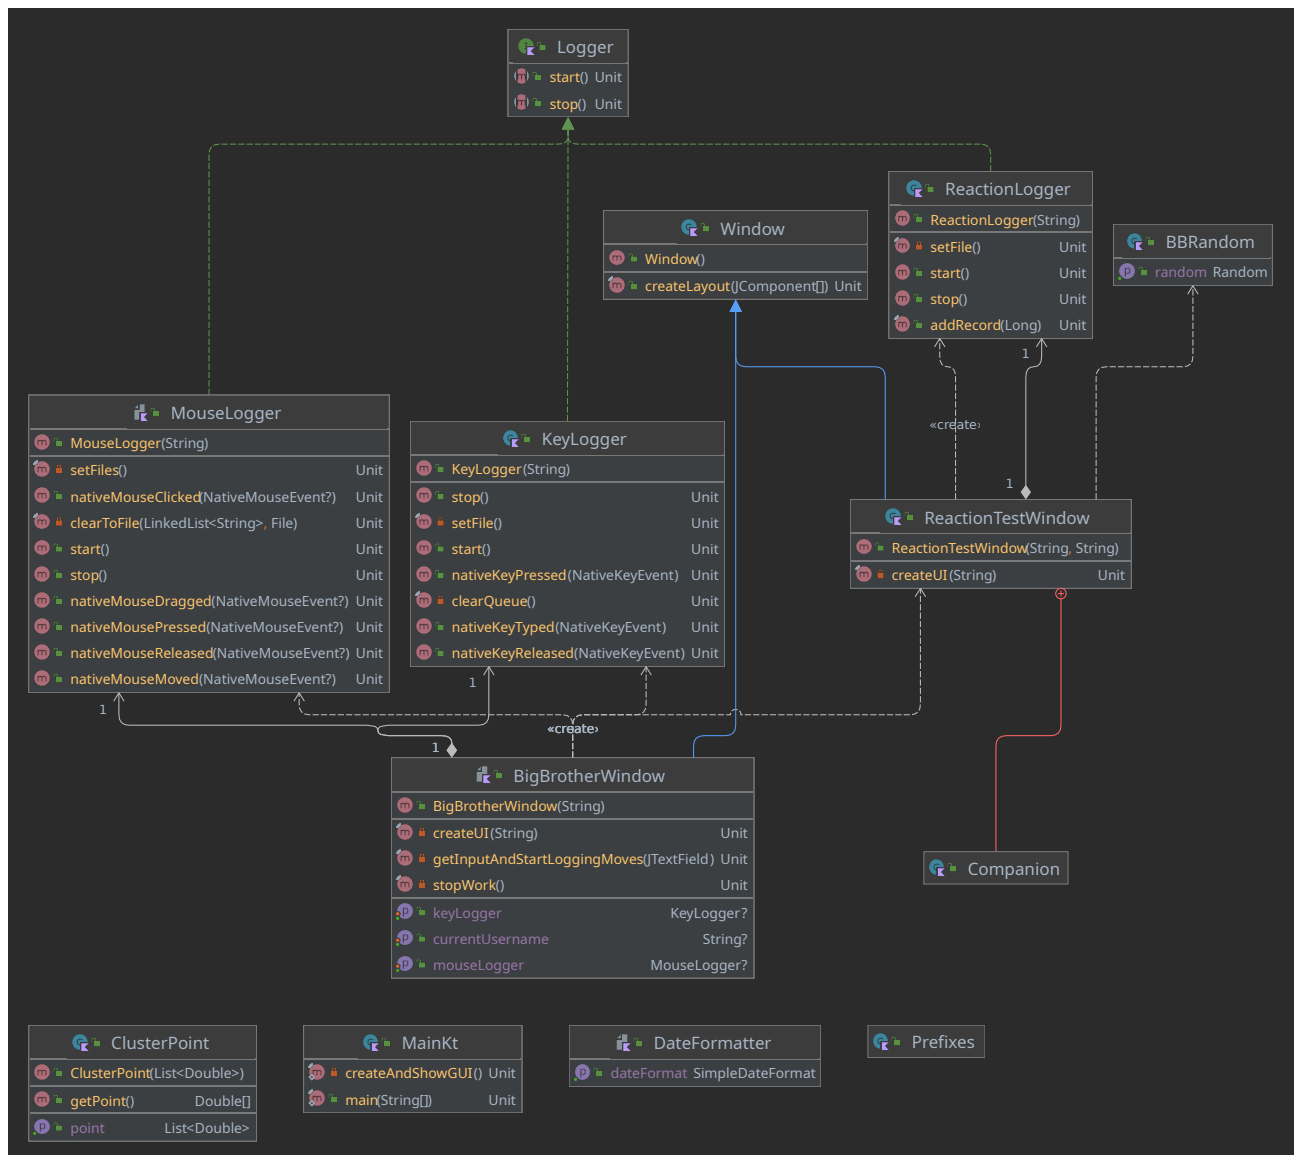 Logger
start() Unit
stop() Unit
ReactionLogger
ReactionLogger(String)
setFile() Unit
start() Unit
stop() Unit
addRecord(Long) Unit
Window
Window()
createLayout(JComponent[]) Unit
BBRandom
random Random
1
«create»
1
MouseLogger
MouseLogger(String)
setFiles() Unit
nativeMouseClicked(NativeMouseEvent?) Unit
clearToFile(LinkedList<String>, File) Unit
start() Unit
stop() Unit
nativeMouseDragged(NativeMouseEvent?) Unit
nativeMousePressed(NativeMouseEvent?) Unit
nativeMouseReleased(NativeMouseEvent?) Unit
nativeMouseMoved(NativeMouseEvent?) Unit
KeyLogger
KeyLogger(String)
stop() Unit
setFile() Unit
start() Unit
nativeKeyPressed(NativeKeyEvent) Unit
clearQueue() Unit
nativeKeyTyped(NativeKeyEvent) Unit
nativeKeyReleased(NativeKeyEvent) Unit
ReactionTestWindow
ReactionTestWindow(String, String)
createUI(String) Unit
1
1
1
«create»
BigBrotherWindow
BigBrotherWindow(String)
createUI(String) Unit
getInputAndStartLoggingMoves(JTextField) Unit
stopWork() Unit
keyLogger KeyLogger?
currentUsername String?
mouseLogger MouseLogger?
Companion
ClusterPoint
ClusterPoint(List<Double>)
getPoint() Double[]
point List<Double>
MainKt
createAndShowGUI() Unit
main(String[]) Unit
DateFormatter
dateFormat SimpleDateFormat
Prefixes